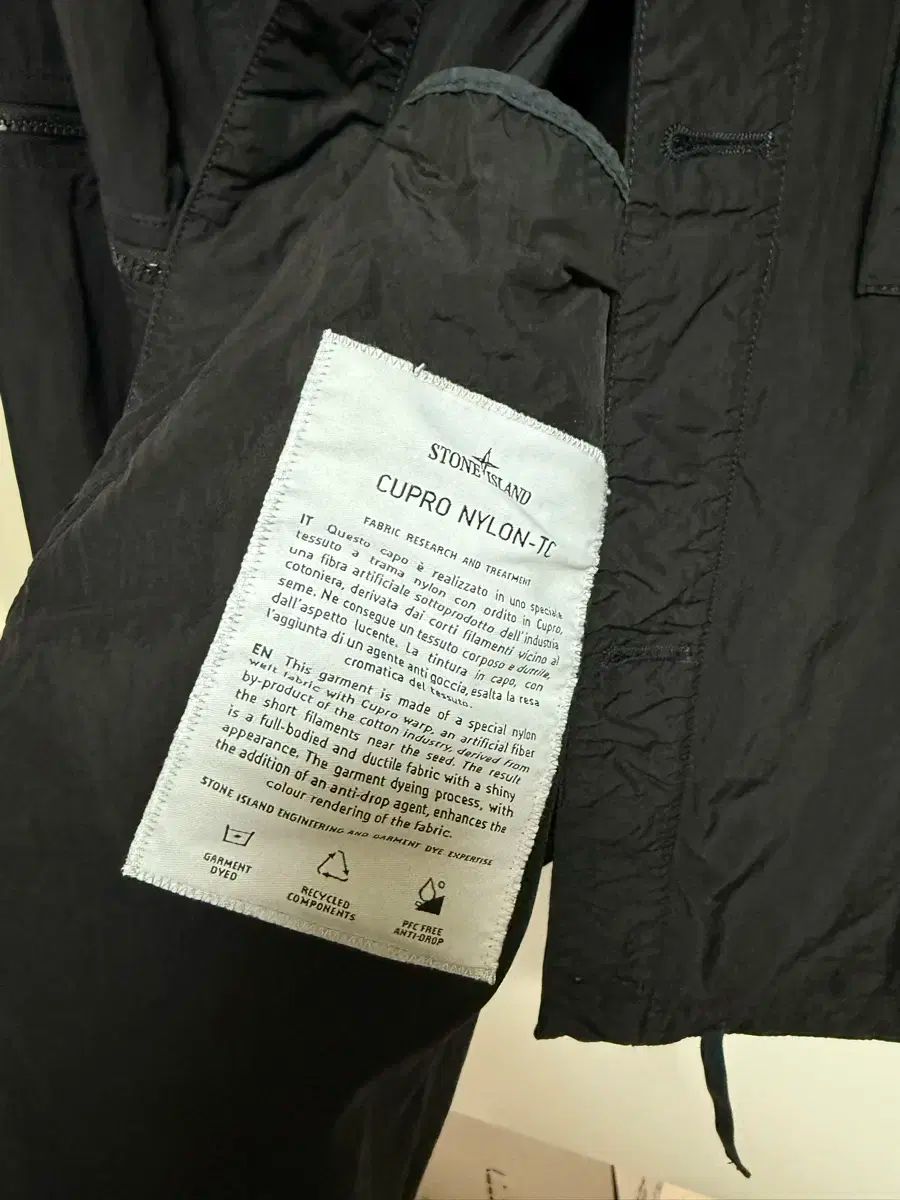 STONE ISLAND
CUPRO NYLON-TC
FABRIC RESEARCH AND TREATMENT
IT Questo capo è realizzato in uno speciale
tessuto a trama nylon con ordito in Cupro,
una fibra artificiale sottoprodotto dell'industria
cotoniera, derivata dai corti filamenti vicino al
seme. Ne consegue un tessuto corposo e duttile,
dall'aspetto lucente. La tintura in capo, con
l'aggiunta di un agente anti goccia, esalta la resa
cromatica del tessuto.
EN This garment is made of a special nylon
weft fabric with Cupro warp, an artificial fiber
by-product of the cotton industry, derived from
the short filaments near the seed. The result
is a full-bodied and ductile fabric with a shiny
appearance. The garment dyeing process, with
the addition of an anti-drop agent, enhances the
colour rendering of the fabric.
STONE ISLAND ENGINEERING AND GARMENT DYE EXPERTISE
GARMENT
DYED
RECYCLED
COMPONENTS
PFC FREE
ANTI-DROP